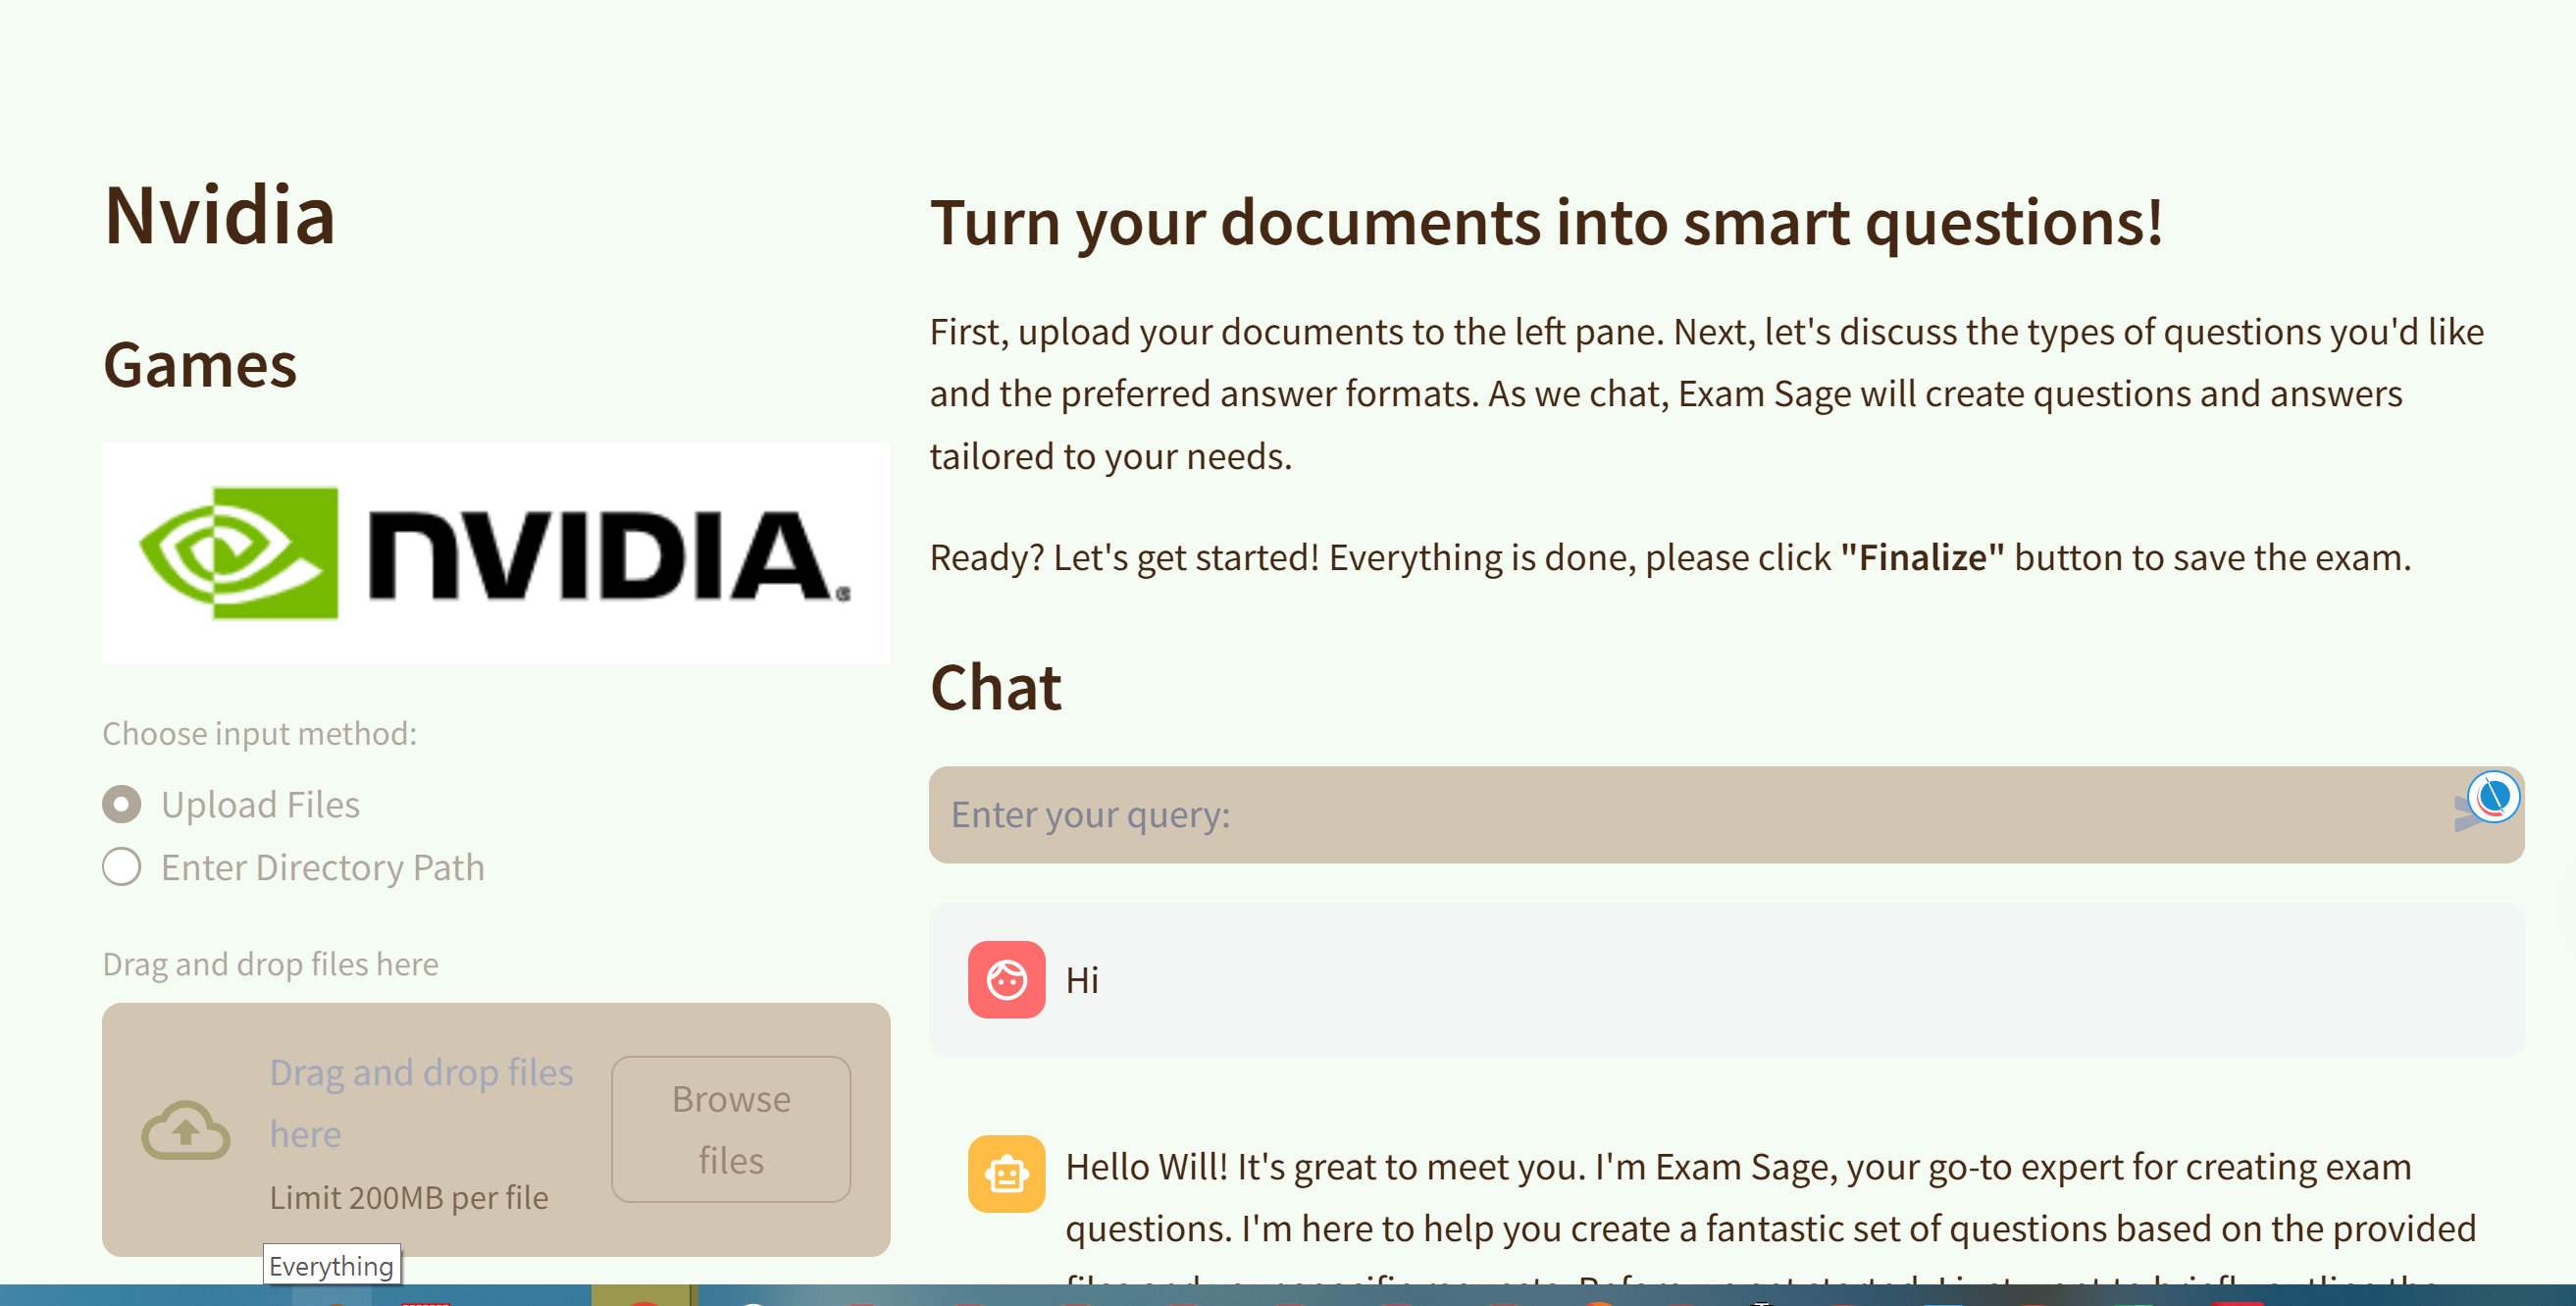 Nvidia
Games
NVIDIA
Choose input method:
Upload Files
Enter Directory Path
Drag and drop files here
Drag and drop files
here
Limit 200MB per file
Browse
files
Everything
Turn your documents into smart questions!
First, upload your documents to the left pane. Next, let's discuss the types of questions you'd like
and the preferred answer formats. As we chat, Exam Sage will create questions and answers
tailored to your needs.
Ready? Let's get started! Everything is done, please click "Finalize" button to save the exam.
Chat
Enter your query:
Hi
Hello Will! It's great to meet you. I'm Exam Sage, your go-to expert for creating exam
questions. I'm here to help you create a fantastic set of questions based on the provided